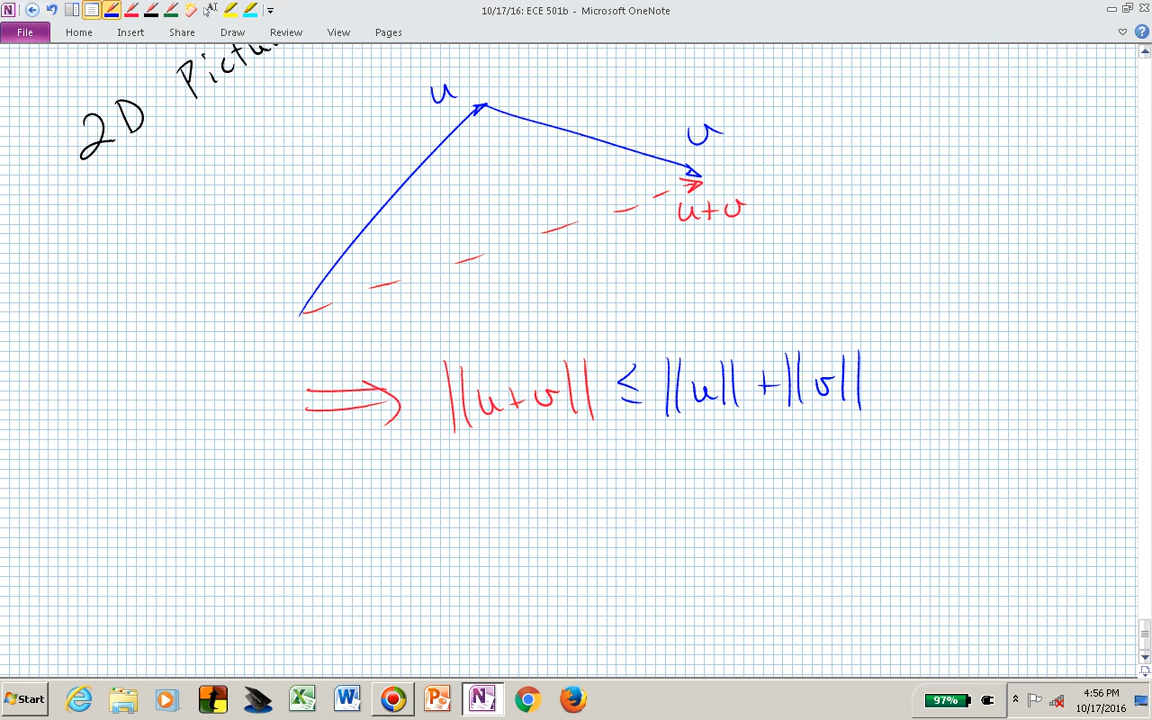 10/17/16: ECE 501b - Microsoft OneNote
File Home Insert Share Draw Review View Pages
2D
u
v
u+v
⇒ ||u+v|| ≤ ||u|| + ||v||
Start
97%
4:56 PM
10/17/2016